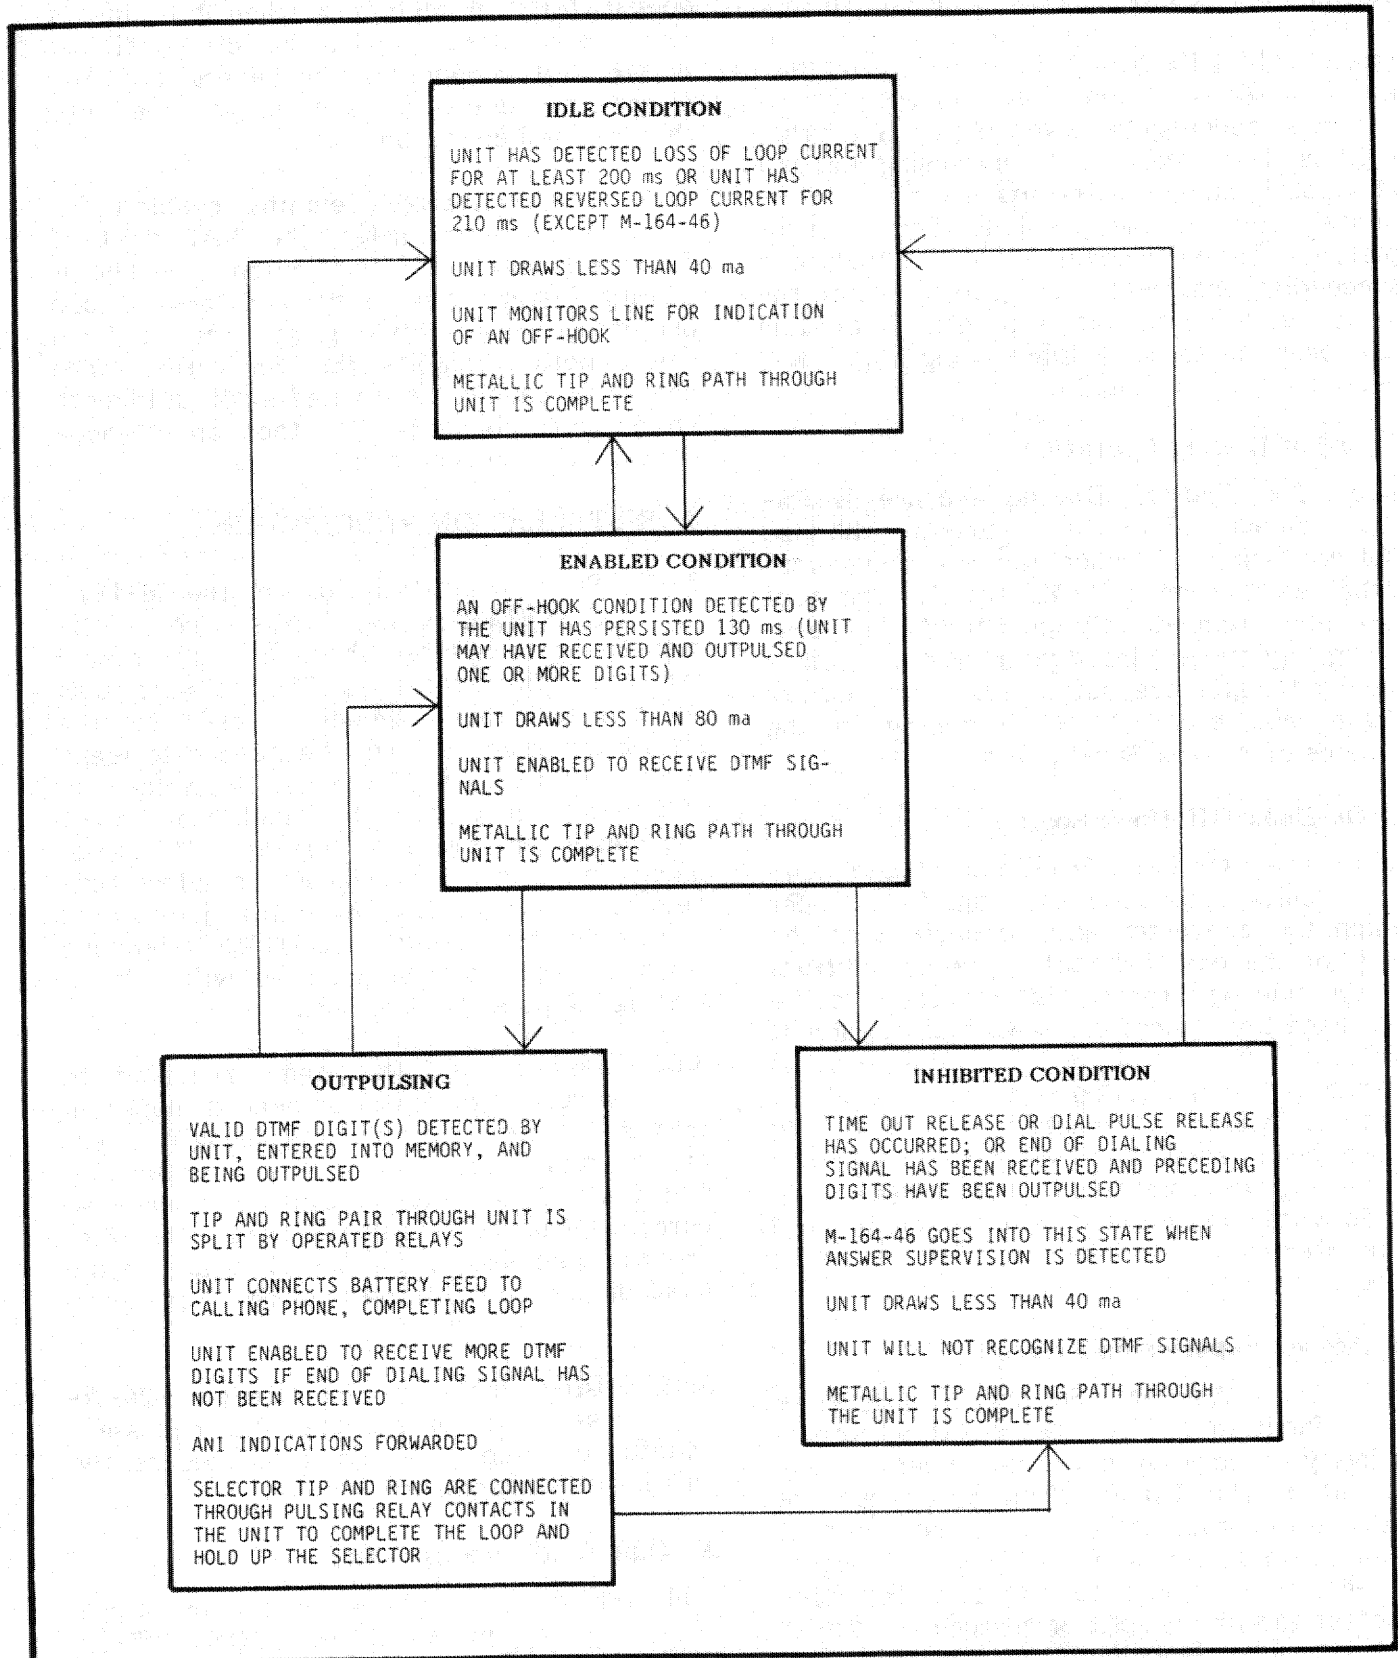 IDLE CONDITION
UNIT HAS DETECTED LOSS OF LOOP CURRENT
FOR AT LEAST 200 ms OR UNIT HAS
DETECTED REVERSED LOOP CURRENT FOR
210 ms (EXCEPT M-164-46)
UNIT DRAWS LESS THAN 40 ma
UNIT MONITORS LINE FOR INDICATION
OF AN OFF-HOOK
METALLIC TIP AND RING PATH THROUGH
UNIT IS COMPLETE
ENABLED CONDITION
AN OFF-HOOK CONDITION DETECTED BY
THE UNIT HAS PERSISTED 130 ms (UNIT
MAY HAVE RECEIVED AND OUTPULSED
ONE OR MORE DIGITS)
UNIT DRAWS LESS THAN 80 ma
UNIT ENABLED TO RECEIVE DTMF SIG-
NALS
METALLIC TIP AND RING PATH THROUGH
UNIT IS COMPLETE
OUTPULSING
VALID DTMF DIGIT(S) DETECTED BY
UNIT, ENTERED INTO MEMORY, AND
BEING OUTPULSED
TIP AND RING PAIR THROUGH UNIT IS
SPLIT BY OPERATED RELAYS
UNIT CONNECTS BATTERY FEED TO
CALLING PHONE, COMPLETING LOOP
UNIT ENABLED TO RECEIVE MORE DTMF
DIGITS IF END OF DIALING SIGNAL HAS
NOT BEEN RECEIVED
ANI INDICATIONS FORWARDED
SELECTOR TIP AND RING ARE CONNECTED
THROUGH PULSING RELAY CONTACTS IN
THE UNIT TO COMPLETE THE LOOP AND
HOLD UP THE SELECTOR
INHIBITED CONDITION
TIME OUT RELEASE OR DIAL PULSE RELEASE
HAS OCCURRED; OR END OF DIALING
SIGNAL HAS BEEN RECEIVED AND PRECEDING
DIGITS HAVE BEEN OUTPULSED
M-164-46 GOES INTO THIS STATE WHEN
ANSWER SUPERVISION IS DETECTED
UNIT DRAWS LESS THAN 40 ma
UNIT WILL NOT RECOGNIZE DTMF SIGNALS
METALLIC TIP AND RING PATH THROUGH
THE UNIT IS COMPLETE